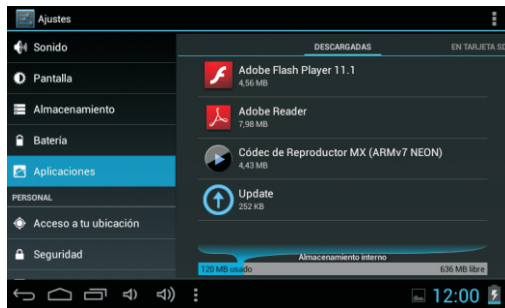 Ajustes
Sonido
Pantalla
Almacenamiento
Batería
Aplicaciones
PERSONAL
Acceso a tu ubicación
Seguridad
DESCARGADAS
EN TARJETA SD
Adobe Flash Player 11.1
4,56 MB
Adobe Reader
7,98 MB
Códec de Reproductor MX (ARMv7 NEON)
4,43 MB
Update
252 KB
Almacenamiento interno
120 MB usado
636 MB libre
12:00